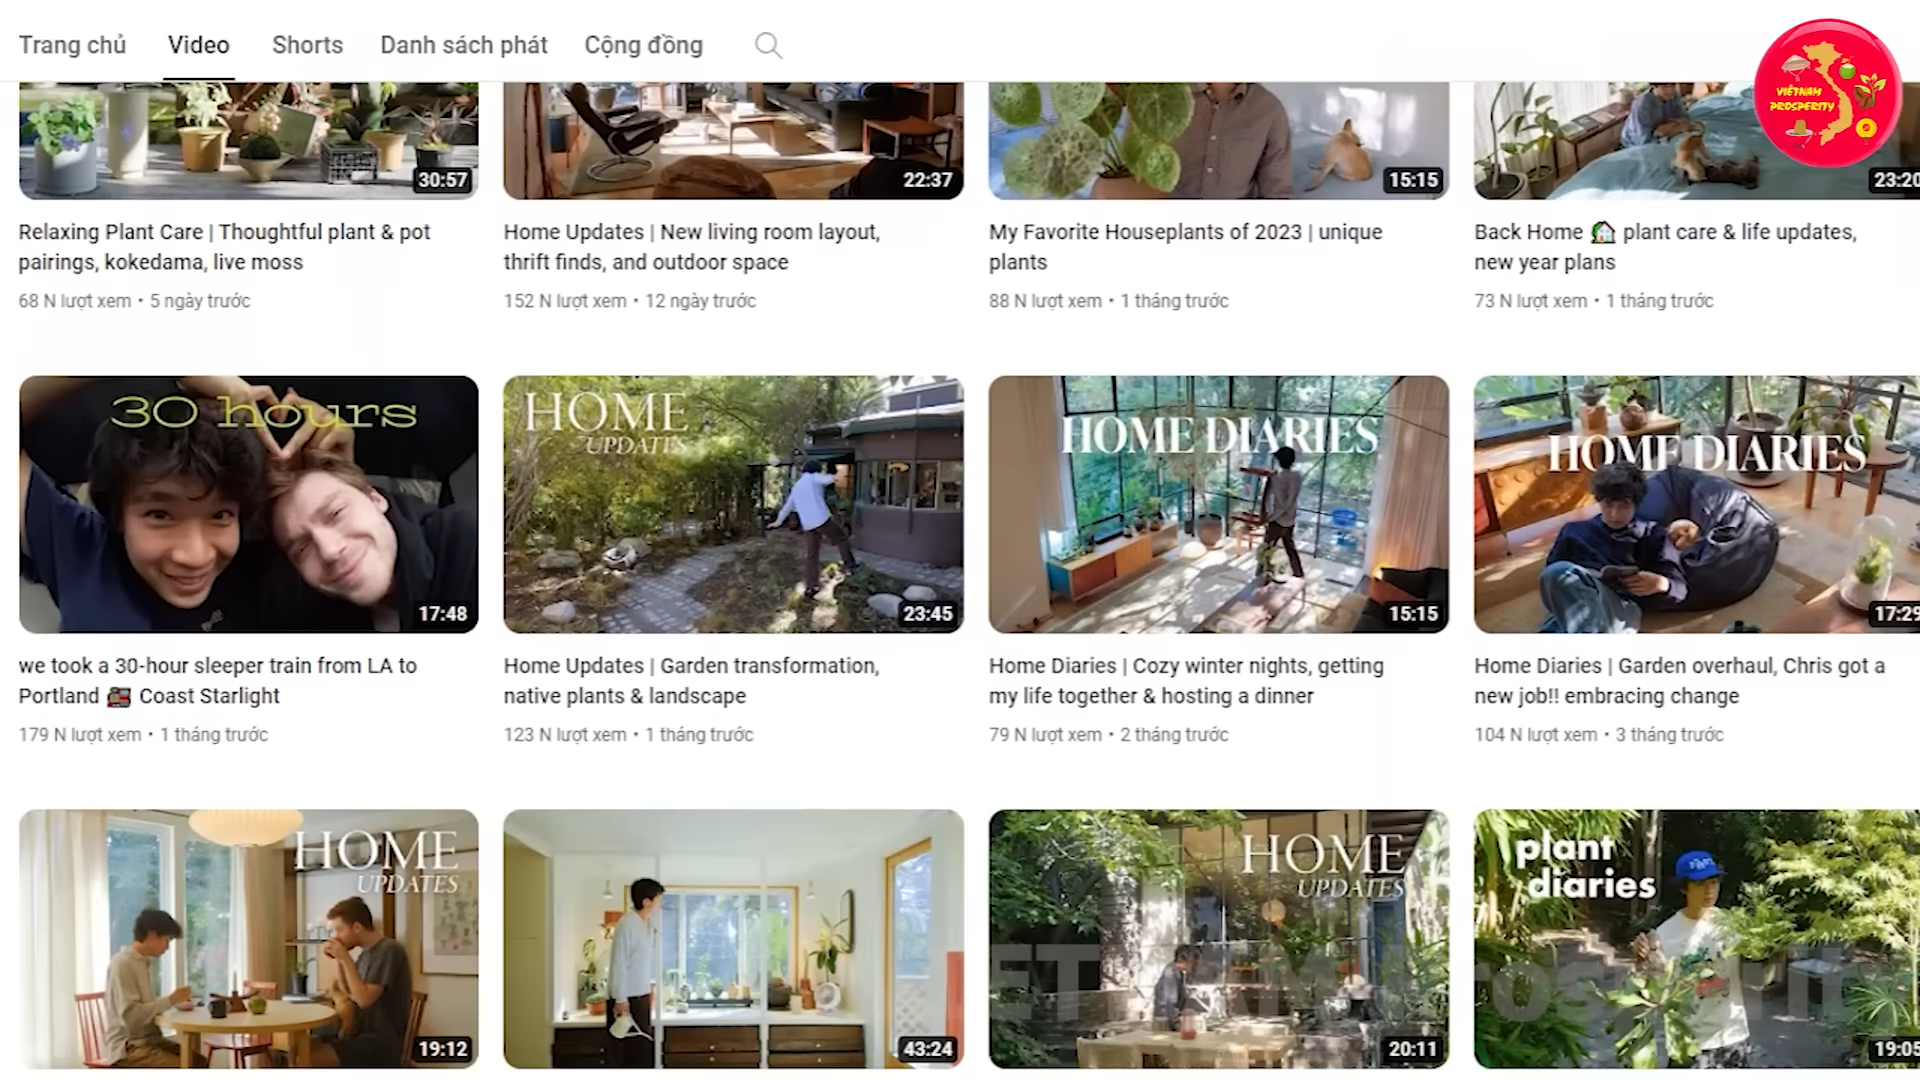 Trang chủ Video Shorts Danh sách phát Cộng đồng
VIETNAM
PROSPERITY
30:57
22:37
15:15
23:20
Relaxing Plant Care | Thoughtful plant & pot
pairings, kokedama, live moss
68 N lượt xem • 5 ngày trước
Home Updates | New living room layout,
thrift finds, and outdoor space
152 N lượt xem • 12 ngày trước
My Favorite Houseplants of 2023 | unique
plants
88 N lượt xem • 1 tháng trước
Back Home 🏠 plant care & life updates,
new year plans
73 N lượt xem • 1 tháng trước
30 hours
17:48
HOME
UPDATES
23:45
HOME DIARIES
15:15
HOME DIARIES
17:29
we took a 30-hour sleeper train from LA to
Portland 🚂 Coast Starlight
179 N lượt xem • 1 tháng trước
Home Updates | Garden transformation,
native plants & landscape
123 N lượt xem • 1 tháng trước
Home Diaries | Cozy winter nights, getting
my life together & hosting a dinner
79 N lượt xem • 2 tháng trước
Home Diaries | Garden overhaul, Chris got a
new job!! embracing change
104 N lượt xem • 3 tháng trước
HOME
UPDATES
19:12
43:24
HOME
UPDATES
20:11
plant
diaries
19:05